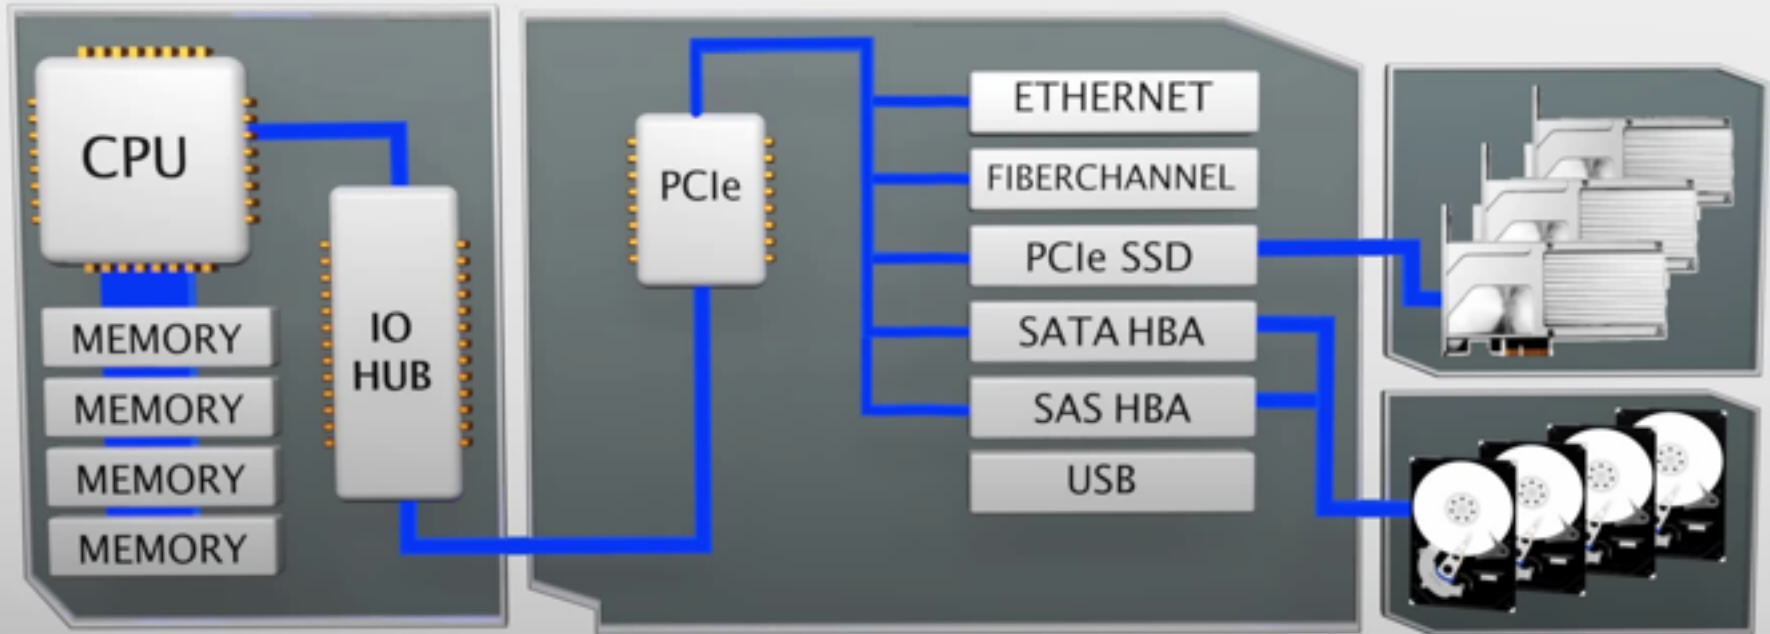 CPU
MEMORY
MEMORY
MEMORY
MEMORY
IO
HUB
PCIe
ETHERNET
FIBERCHANNEL
PCIe SSD
SATA HBA
SAS HBA
USB